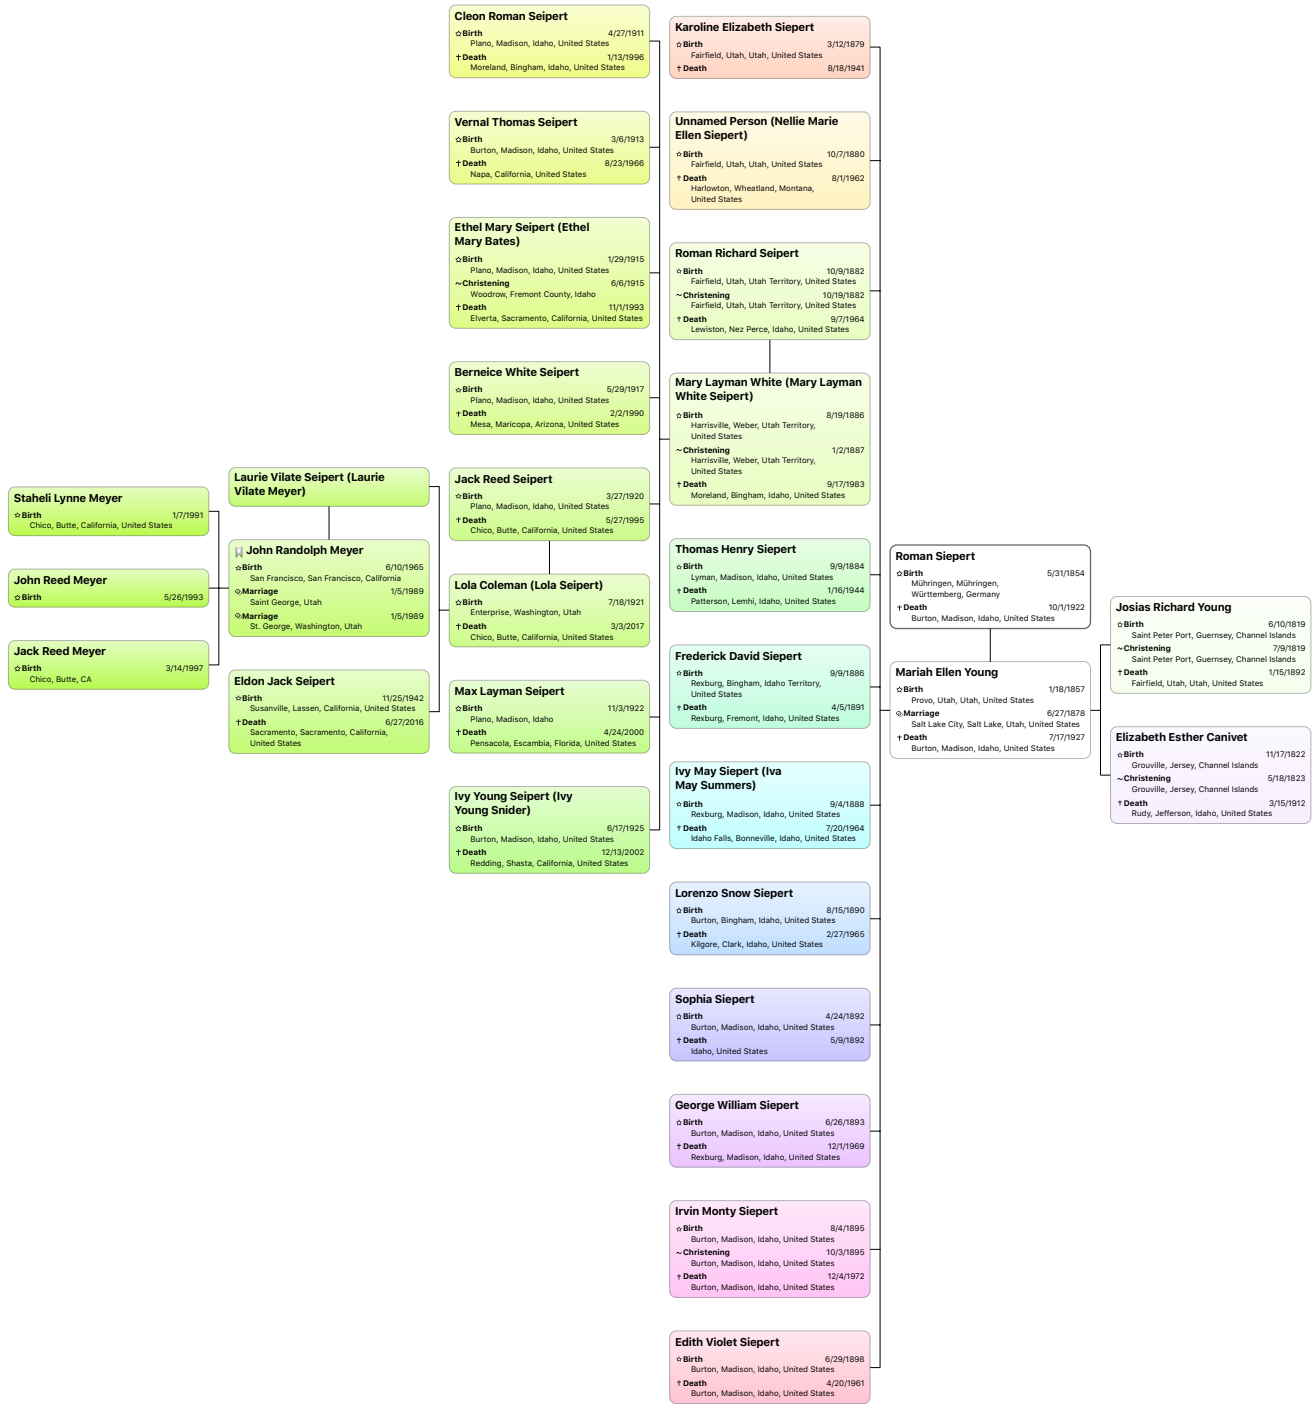 Cleon Roman Seipert
☆Birth 4/27/1911
Plano, Madison, Idaho, United States
†Death 1/13/1996
Moreland, Bingham, Idaho, United States
Vernal Thomas Seipert
☆Birth 3/6/1913
Burton, Madison, Idaho, United States
†Death 8/23/1966
Napa, California, United States
Ethel Mary Seipert (Ethel
Mary Bates)
☆Birth 1/29/1915
Plano, Madison, Idaho, United States
~Christening 6/6/1915
Woodrow, Fremont County, Idaho
†Death 11/1/1993
Elverta, Sacramento, California, United States
Berneice White Seipert
☆Birth 5/29/1917
Plano, Madison, Idaho, United States
†Death 2/2/1990
Mesa, Maricopa, Arizona, United States
Jack Reed Seipert
☆Birth 3/27/1920
Plano, Madison, Idaho, United States
†Death 5/27/1995
Chico, Butte, California, United States
Lola Coleman (Lola Seipert)
☆Birth 7/18/1921
Enterprise, Washington, Utah
†Death 3/3/2017
Chico, Butte, California, United States
Max Layman Seipert
☆Birth 11/3/1922
Plano, Madison, Idaho
†Death 4/24/2000
Pensacola, Escambia, Florida, United States
Ivy Young Seipert (Ivy
Young Snider)
☆Birth 6/17/1925
Burton, Madison, Idaho, United States
†Death 12/13/2002
Redding, Shasta, California, United States
Staheli Lynne Meyer
☆Birth 1/7/1991
Chico, Butte, California, United States
John Reed Meyer
☆Birth 5/26/1993
Jack Reed Meyer
☆Birth 3/14/1997
Chico, Butte, CA
Laurie Vilate Seipert (Laurie
Vilate Meyer)
John Randolph Meyer
☆Birth 6/10/1965
San Francisco, San Francisco, California
Marriage 1/5/1989
Saint George, Utah
Marriage 1/5/1989
St. George, Washington, Utah
Eldon Jack Seipert
☆Birth 11/25/1942
Susanville, Lassen, California, United States
†Death 6/27/2016
Sacramento, Sacramento, California,
United States
Karoline Elizabeth Siepert
☆Birth 3/12/1879
Fairfield, Utah, Utah, United States
†Death 8/18/1941
Unnamed Person (Nellie Marie
Ellen Siepert)
☆Birth 10/7/1880
Fairfield, Utah, Utah, United States
†Death 8/1/1962
Harlowton, Wheatland, Montana,
United States
Roman Richard Seipert
☆Birth 10/9/1882
Fairfield, Utah, Utah Territory, United States
~Christening 10/19/1882
Fairfield, Utah, Utah Territory, United States
†Death 9/7/1964
Lewiston, Nez Perce, Idaho, United States
Mary Layman White (Mary Layman
White Seipert)
☆Birth 8/19/1886
Harrisville, Weber, Utah Territory,
United States
~Christening 1/2/1887
Harrisville, Weber, Utah Territory,
United States
†Death 9/17/1983
Moreland, Bingham, Idaho, United States
Thomas Henry Siepert
☆Birth 9/9/1884
Lyman, Madison, Idaho, United States
†Death 1/16/1944
Patterson, Lemhi, Idaho, United States
Frederick David Siepert
☆Birth 9/9/1886
Rexburg, Bingham, Idaho Territory,
United States
†Death 4/5/1891
Rexburg, Fremont, Idaho, United States
Ivy May Siepert (Iva
May Summers)
☆Birth 9/4/1888
Rexburg, Madison, Idaho, United States
†Death 7/20/1964
Idaho Falls, Bonneville, Idaho, United States
Lorenzo Snow Siepert
☆Birth 8/15/1890
Burton, Bingham, Idaho, United States
†Death 2/27/1965
Kilgore, Clark, Idaho, United States
Sophia Siepert
☆Birth 4/24/1892
Burton, Madison, Idaho, United States
†Death 5/9/1892
Idaho, United States
George William Siepert
☆Birth 6/26/1893
Burton, Madison, Idaho, United States
†Death 12/1/1969
Rexburg, Madison, Idaho, United States
Irvin Monty Siepert
☆Birth 8/4/1895
Burton, Madison, Idaho, United States
~Christening 10/3/1895
Burton, Madison, Idaho, United States
†Death 12/4/1972
Burton, Madison, Idaho, United States
Edith Violet Siepert
☆Birth 6/29/1898
Burton, Madison, Idaho, United States
†Death 4/20/1961
Burton, Madison, Idaho, United States
Roman Siepert
☆Birth 5/31/1854
Mühringen, Mühringen,
Württemberg, Germany
†Death 10/1/1922
Burton, Madison, Idaho, United States
Mariah Ellen Young
☆Birth 1/18/1857
Provo, Utah, Utah, United States
Marriage 6/27/1878
Salt Lake City, Salt Lake, Utah, United States
†Death 7/17/1927
Burton, Madison, Idaho, United States
Josias Richard Young
☆Birth 6/10/1819
Saint Peter Port, Guernsey, Channel Islands
~Christening 7/9/1819
Saint Peter Port, Guernsey, Channel Islands
†Death 1/15/1892
Fairfield, Utah, Utah, United States
Elizabeth Esther Canivet
☆Birth 11/17/1822
Grouville, Jersey, Channel Islands
~Christening 5/18/1823
Grouville, Jersey, Channel Islands
†Death 3/15/1912
Rudy, Jefferson, Idaho, United States